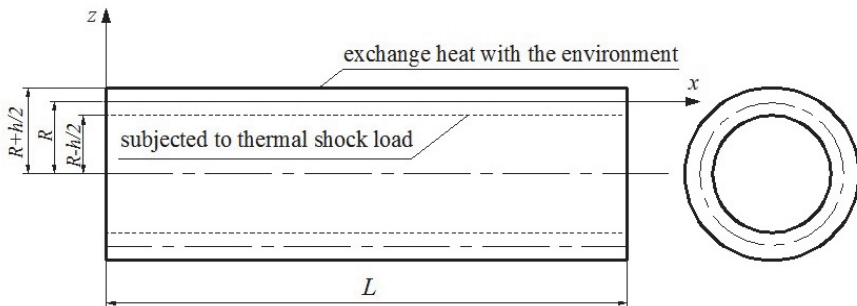 z
exchange heat with the environment
x
R+h/2
R
R-h/2
subjected to thermal shock load
L